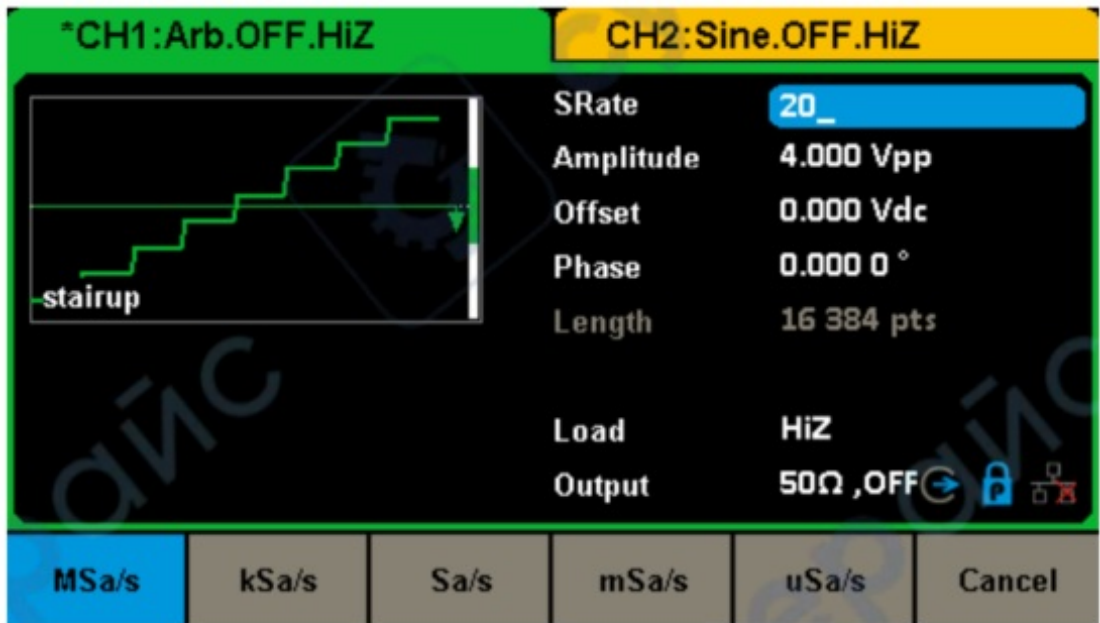 *CH1:Arb.OFF.HiZ CH2:Sine.OFF.HiZ
SRate 20_
Amplitude 4.000 Vpp
Offset 0.000 Vdc
Phase 0.000 0 °
stairup
Length 16 384 pts
Load HiZ
Output 50Ω ,OFF P
MSa/s kSa/s Sa/s mSa/s uSa/s Cancel